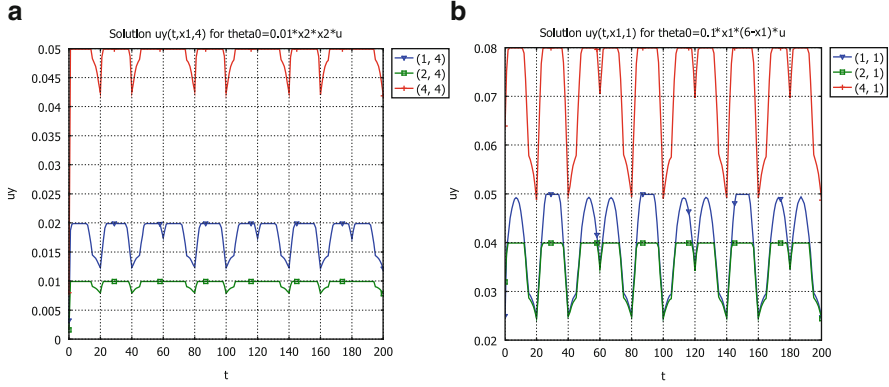 a
Solution uy(t,x1,4) for theta0=0.01*x2*x2*u
0.05
0.045
0.04
0.035
0.03
0.025
0.02
0.015
0.01
0.005
0
uy
0 20 40 60 80 100 120 140 160 180 200
t
(1, 4)
(2, 4)
(4, 4)
b
Solution uy(t,x1,1) for theta0=0.1*x1*(6-x1)*u
0.08
0.07
0.06
0.05
0.04
0.03
0.02
uy
0 20 40 60 80 100 120 140 160 180 200
t
(1, 1)
(2, 1)
(4, 1)